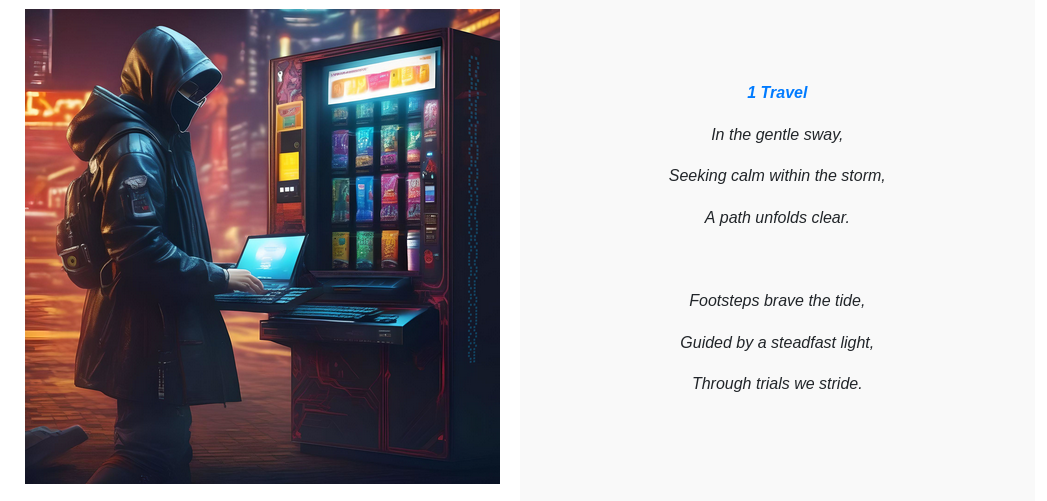 1 Travel
In the gentle sway,
Seeking calm within the storm,
A path unfolds clear.
Footsteps brave the tide,
Guided by a steadfast light,
Through trials we stride.